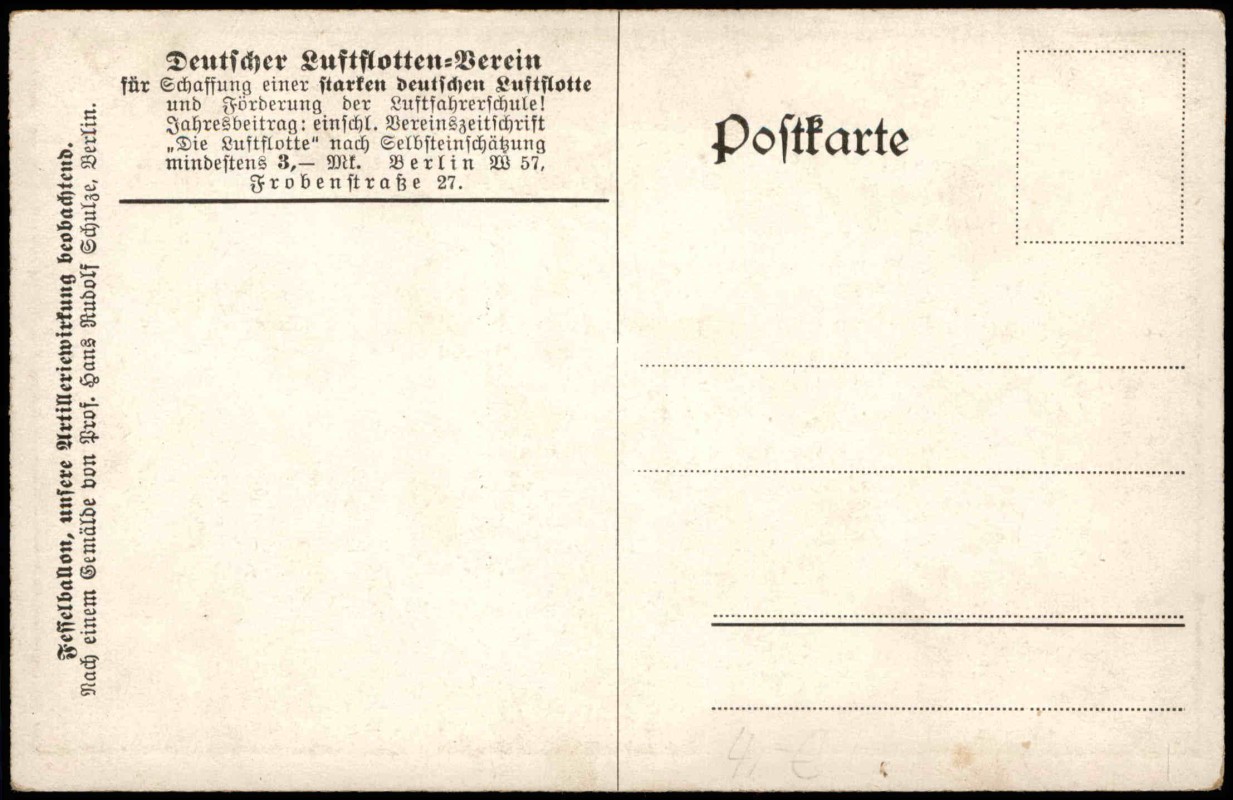 Deutscher Luftflotten-Verein
für Schaffung einer starken deutschen Luftflotte
und Förderung der Luftfahrerschule!
Jahresbeitrag: einschl. Vereinszeitschrift
„Die Luftflotte“ nach Selbsteinschätzung
mindestens 3,— Mk. Berlin W 57,
Frobenstraße 27.
Fesselballon, unsere Artilleriewirkung beobachtend.
Nach einem Gemälde von Prof. Hans Rudolf Schulze, Berlin.
Postkarte
4,- €